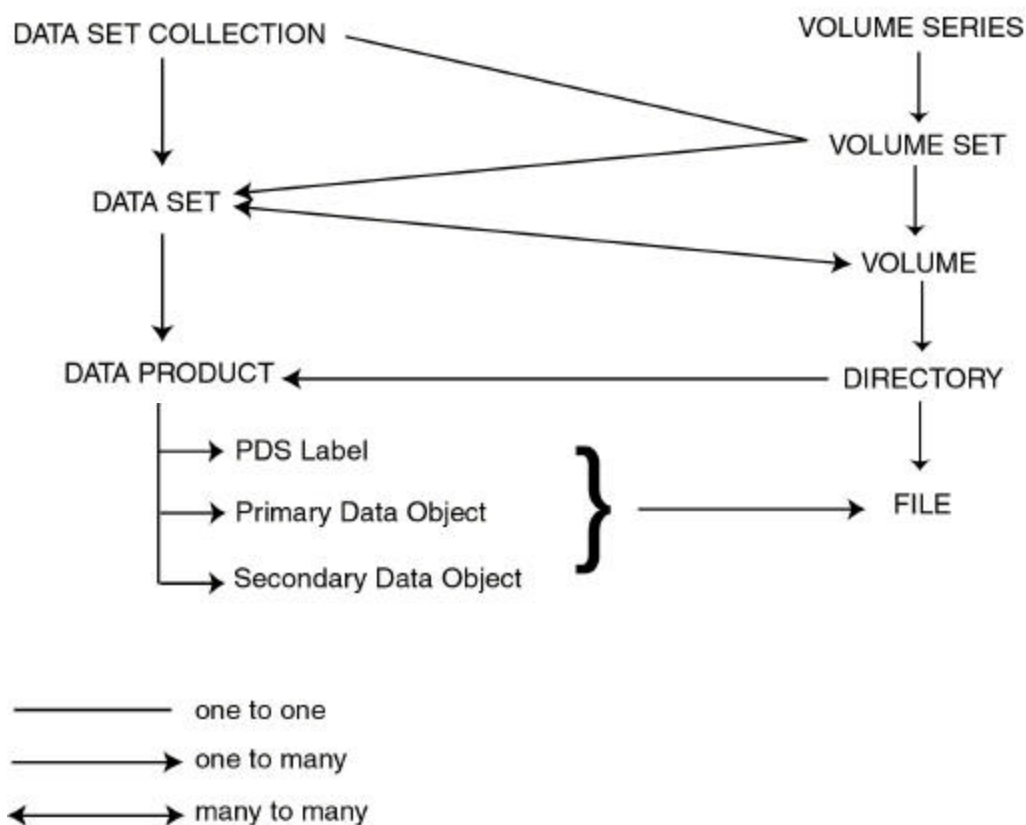 DATA SET COLLECTION
VOLUME SERIES
VOLUME SET
DATA SET
VOLUME
DATA PRODUCT
DIRECTORY
PDS Label
Primary Data Object
FILE
Secondary Data Object
one to one
one to many
many to many